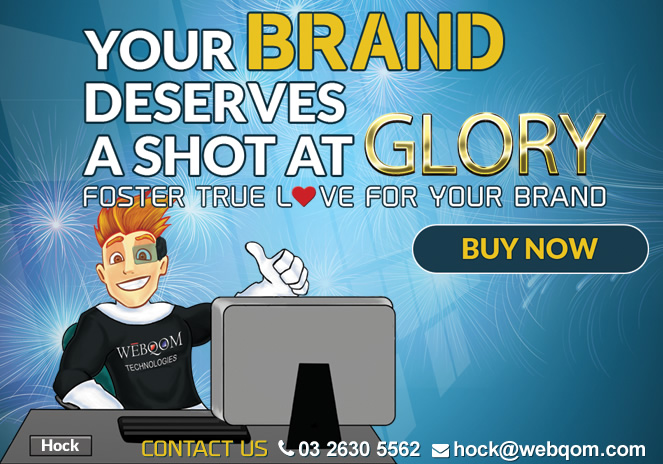 YOUR BRAND
DESERVES
A SHOT AT GLORY
FOSTER TRUE L❤VE FOR YOUR BRAND
BUY NOW
WEBQOM
TECHNOLOGIES
Hock
CONTACT US 03 2630 5562 hock@webqom.com